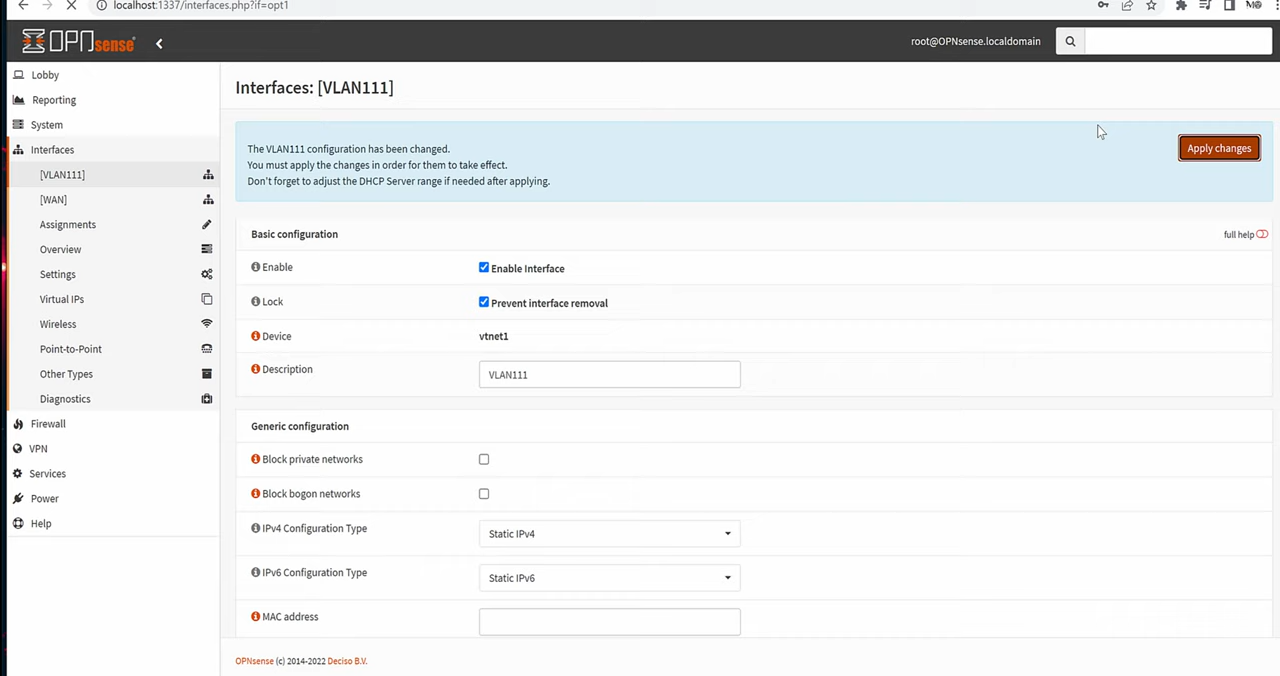 localhost:1337/interfaces.php?if=opt1
OPNsense
root@OPNsense.localdomain
Lobby
Reporting
System
Interfaces
[VLAN111]
[WAN]
Assignments
Overview
Settings
Virtual IPs
Wireless
Point-to-Point
Other Types
Diagnostics
Firewall
VPN
Services
Power
Help
Interfaces: [VLAN111]
The VLAN111 configuration has been changed.
You must apply the changes in order for them to take effect.
Don't forget to adjust the DHCP Server range if needed after applying.
Apply changes
Basic configuration
full help
Enable
Enable Interface
Lock
Prevent interface removal
Device
vtnet1
Description
VLAN111
Generic configuration
Block private networks
Block bogon networks
IPv4 Configuration Type
Static IPv4
IPv6 Configuration Type
Static IPv6
MAC address
OPNsense (c) 2014-2022 Deciso B.V.